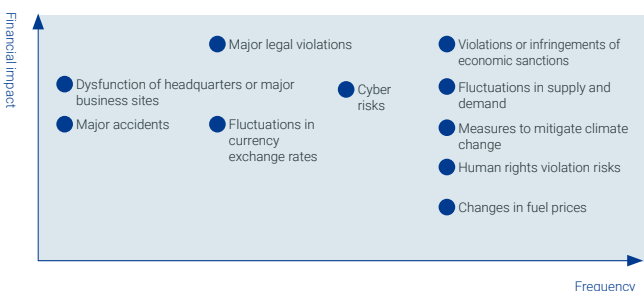 Financial impact
Major legal violations
Violations or infringements of
economic sanctions
Dysfunction of headquarters or major
business sites
Cyber
risks
Fluctuations in supply and
demand
Major accidents
Fluctuations in
currency
exchange rates
Measures to mitigate climate
change
Human rights violation risks
Changes in fuel prices
Frequency